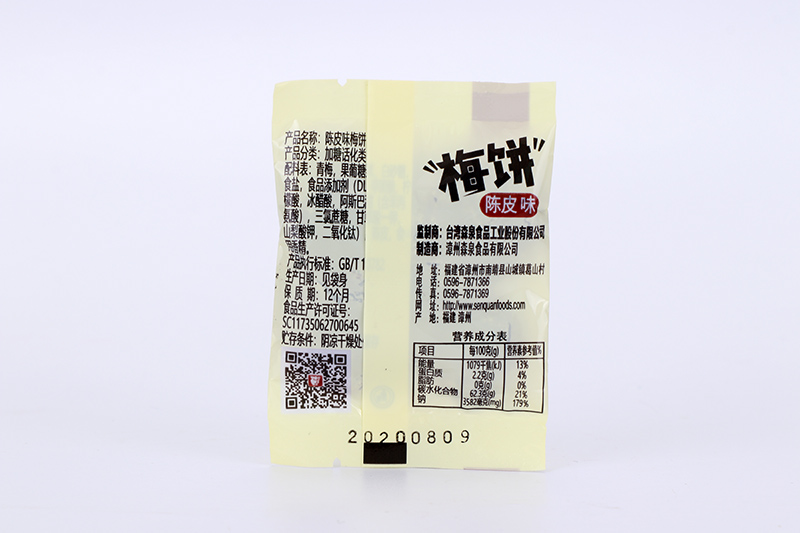 产品名称：陈皮味梅饼
产品分类：加糖话化类
配料表：青梅，果葡糖
食盐，食品添加剂（DL
檬酸，冰醋酸，阿斯巴
氨酸），三氯蔗糖，甘
山梨酸钾，二氧化钛）
用香精。
产品执行标准：GB/T 1
生产日期：见袋身
保 质 期：12个月
食品生产许可证号：
SC11735062700645
贮存条件：阴凉干燥处
"梅饼"
陈皮味
监制商：台湾森泉食品工业股份有限公司
制造商：漳州森泉食品有限公司
地 址：福建省漳州市南靖县山城镇葛山村
电 话：0596-7871366
传 真：0596-7871369
网 址：http://www.senquanfoods.com
产 地：福建 漳州
营养成分表
项目 每100克(g) 营养素参考值%
能量 1079千焦(kJ) 13%
蛋白质 2.2克(g) 4%
脂肪 0克(g) 0%
碳水化合物 62.3克(g) 21%
钠 3582毫克(mg) 179%
20200809